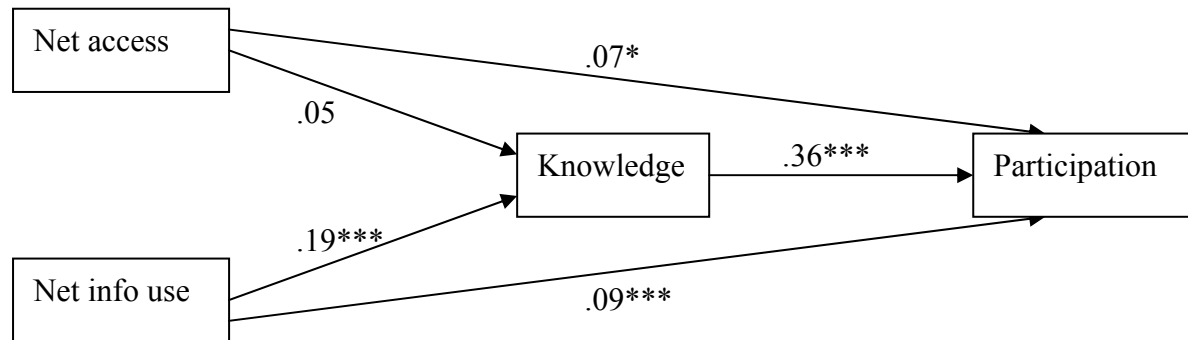 Net access
.07*
.05
Knowledge
.36***
Participation
.19***
Net info use
.09***